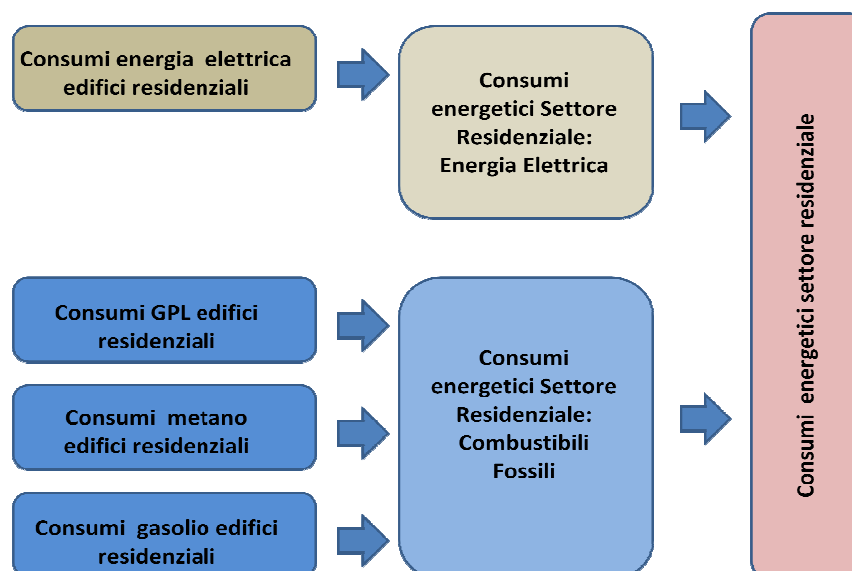 Consumi energia elettrica
edifici residenziali
Consumi
energetici Settore
Residenziale:
Energia Elettrica
Consumi GPL edifici
residenziali
Consumi metano
edifici residenziali
Consumi gasolio edifici
residenziali
Consumi
energetici Settore
Residenziale:
Combustibili
Fossili
Consumi energetici settore residenziale